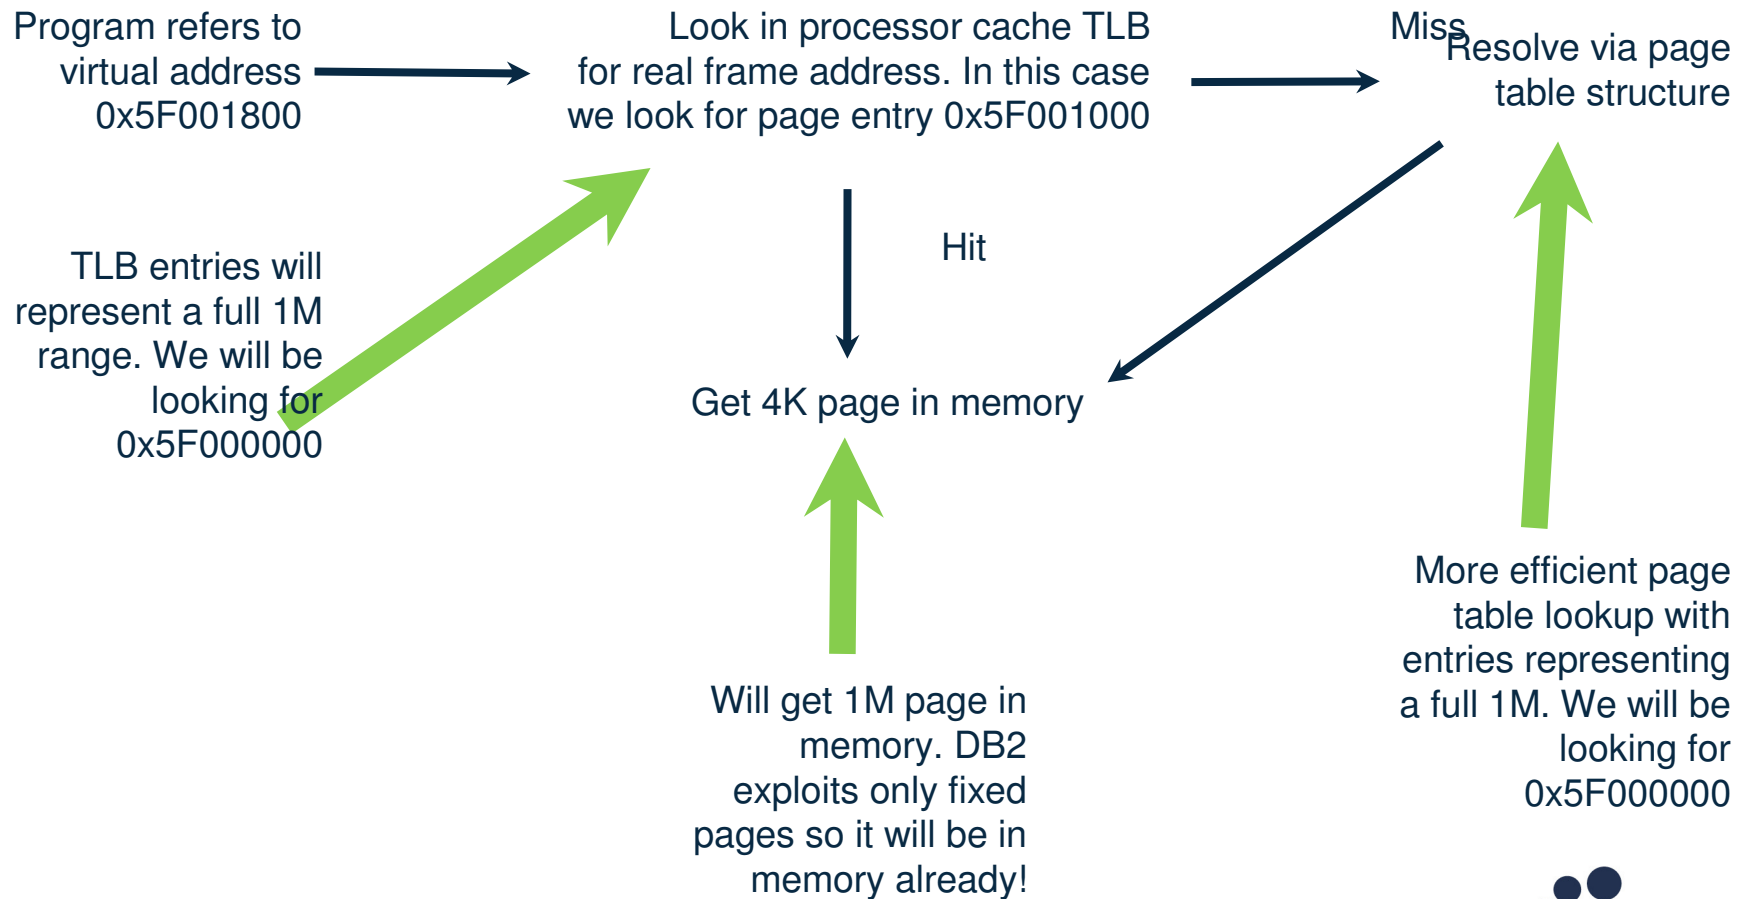 Program refers to
virtual address
0x5F001800
Look in processor cache TLB
for real frame address. In this case
we look for page entry 0x5F001000
Miss
Resolve via page
table structure
TLB entries will
represent a full 1M
range. We will be
looking for
0x5F000000
Hit
Get 4K page in memory
Will get 1M page in
memory. DB2
exploits only fixed
pages so it will be in
memory already!
More efficient page
table lookup with
entries representing
a full 1M. We will be
looking for
0x5F000000